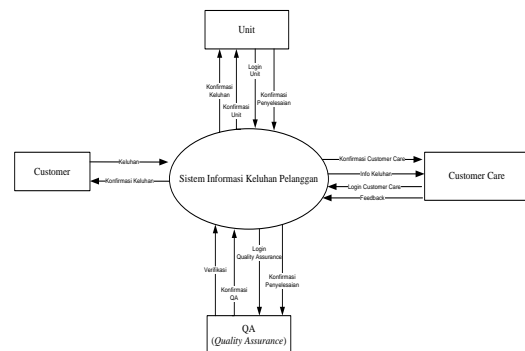 Unit
Konfirmasi
Keluhan
Konfirmasi
Unit
Login
Unit
Konfirmasi
Penyelesaian
Customer
Keluhan
Konfirmasi Keluhan
Sistem Informasi Keluhan Pelanggan
Konfirmasi Customer Care
Info Keluhan
Login Customer Care
Feedback
Customer Care
Verifikasi
Konfirmasi
QA
Login
Quality Assurance
Konfirmasi
Penyelesaian
QA
(Quality Assurance)